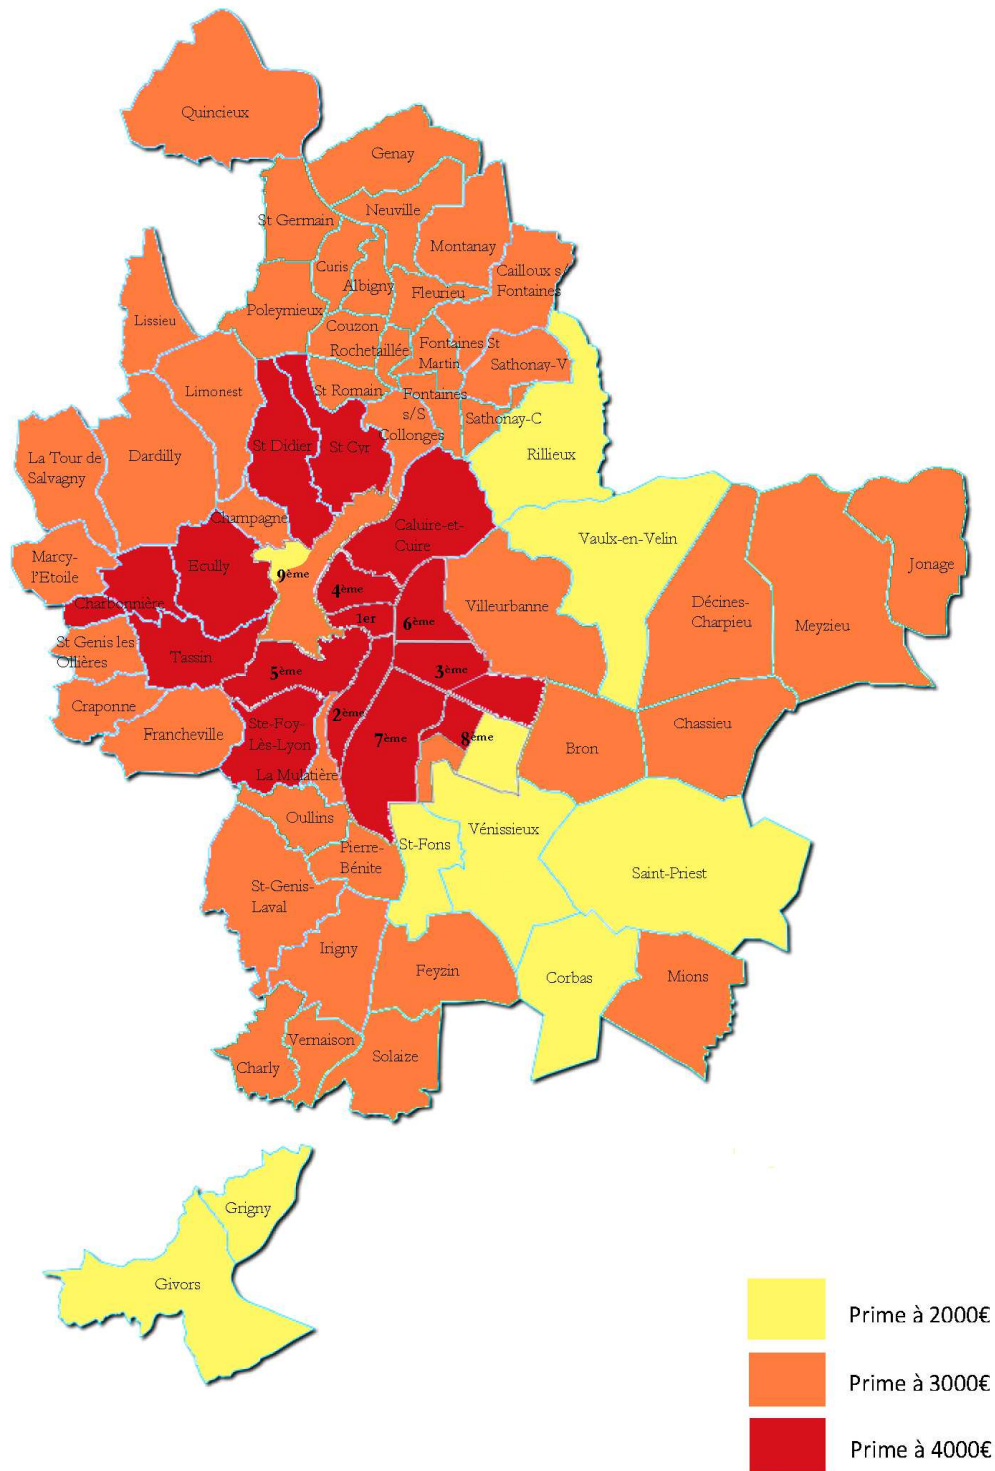 Quincieux
Genay
Neuville
St Germain
Montanay
Curis
Cailloux s/
Fontaines
Albigny
Fleurieu
Poleymieux
Lissieu
Couzon
Rochetaillée
Fontaines St
Martin
Sathonay-V
Limonest
St Romain
Fontaines
s/S
Sathonay-C
Collonges
St Didier
St Cyr
Rillieux
La Tour de
Salvagny
Dardilly
Champagne
Caluire-et-
Cuire
Vaulx-en-Velin
Marcy-
l'Etoile
Ecully
9ème
Jonage
4ème
Charbonnière
Villeurbanne
Décines-
Charpieu
1er
6ème
Meyzieu
St Genis les
Ollières
Tassin
5ème
3ème
Craponne
2ème
Francheville
Ste-Foy-
Lès-Lyon
7ème
8ème
Bron
Chassieu
La Mulatière
Oullins
Pierre-
Bénite
St-Fons
Vénissieux
St-Genis-
Laval
Saint-Priest
Irigny
Feyzin
Corbas
Mions
Vernaison
Charly
Solaize
Grigny
Givors
Prime à 2000€
Prime à 3000€
Prime à 4000€